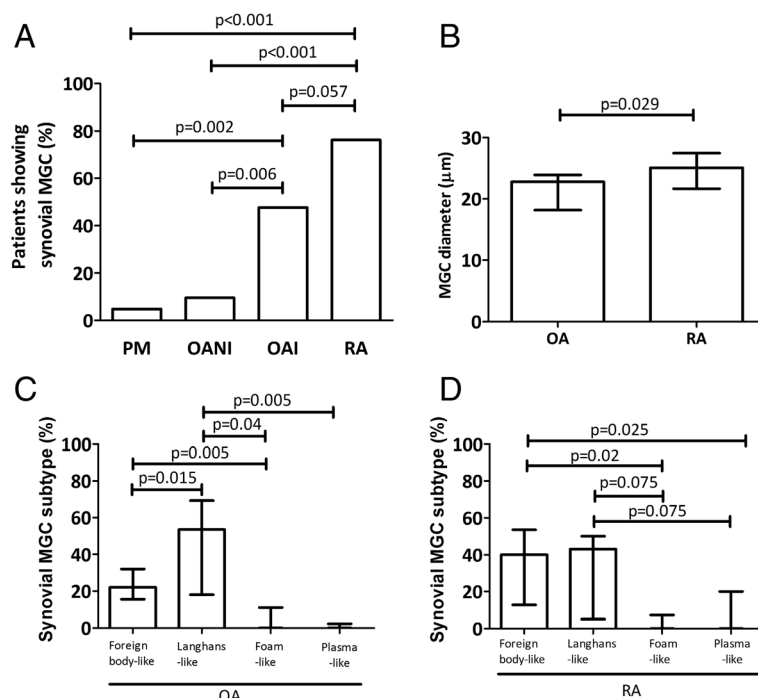 A
p<0.001
p<0.001
p=0.057
p=0.002
p=0.006
Patients showing
synovial MGC (%)
100
80
60
40
20
0
PM OANI OAI RA
B
p=0.029
MGC diameter (μm)
30
20
10
0
OA RA
C
p=0.005
p=0.04
p=0.005
p=0.015
Synovial MGC subtype (%)
100
80
60
40
20
0
Foreign Langhans Foam Plasma
body-like -like -like -like
OA
D
p=0.025
p=0.02
p=0.075
p=0.075
Synovial MGC subtype (%)
100
80
60
40
20
0
Foreign Langhans Foam Plasma
body-like -like -like -like
RA